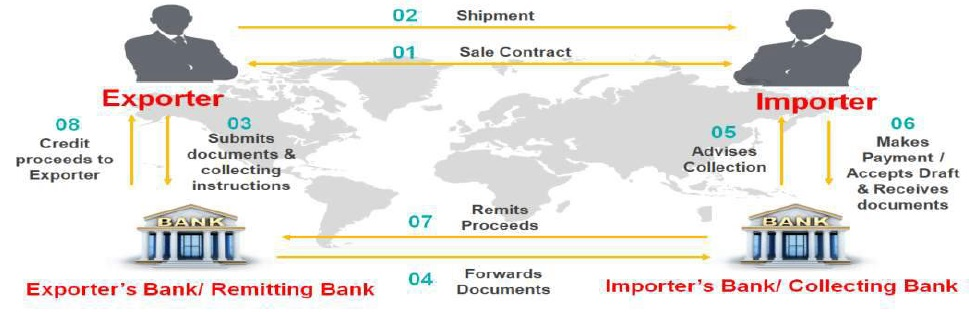 02 Shipment
01 Sale Contract
Exporter
Importer
08
Credit
proceeds to
Exporter
03
Submits
documents &
collecting
instructions
05
Advises
Collection
06
Makes
Payment /
Accepts Draft
& Receives
documents
BANK
BANK
07 Remits
Proceeds
04 Forwards
Documents
Exporter's Bank/ Remitting Bank
Importer's Bank/ Collecting Bank